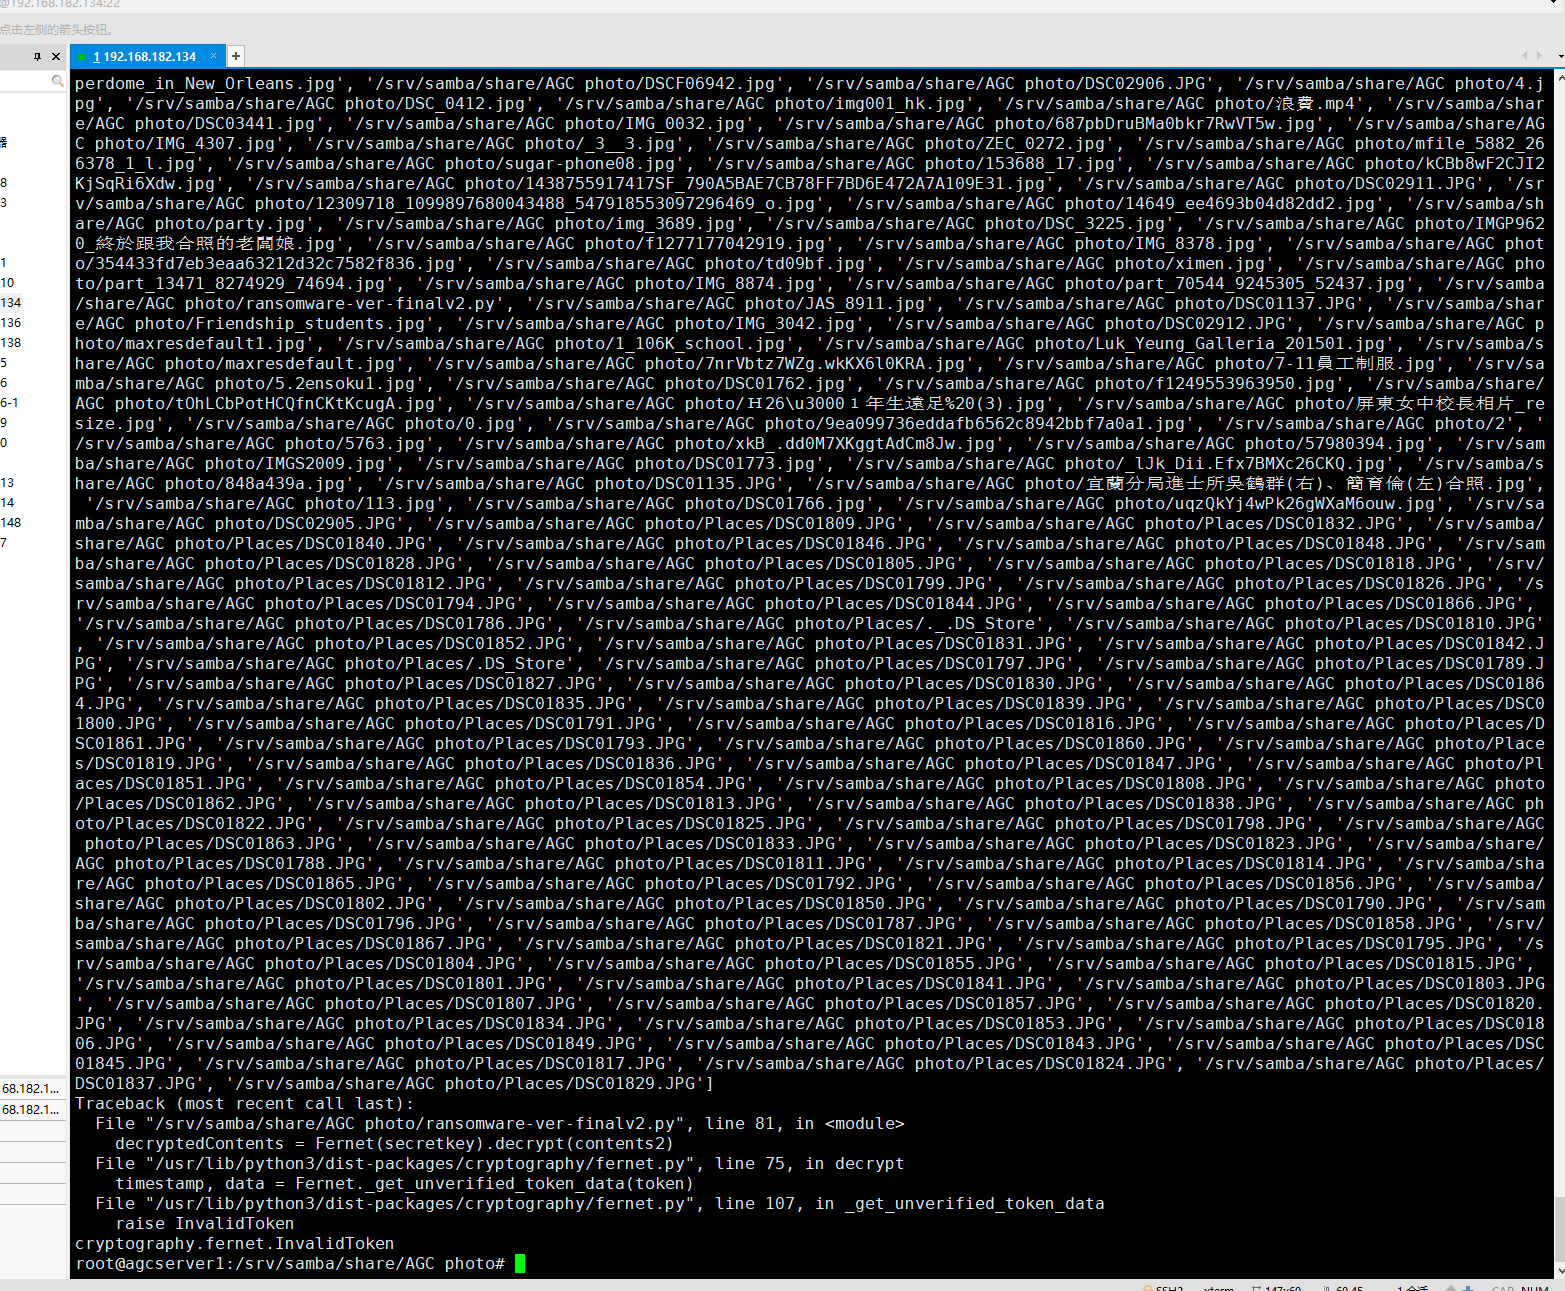 @192.168.182.134:22
点击左侧的箭头按钮。
1 192.168.182.134
perdome_in_New_Orleans.jpg', '/srv/samba/share/AGC photo/DSCF06942.jpg', '/srv/samba/share/AGC photo/DSC02906.JPG', '/srv/samba/share/AGC photo/4.j
pg', '/srv/samba/share/AGC photo/DSC_0412.jpg', '/srv/samba/share/AGC photo/img001_hk.jpg', '/srv/samba/share/AGC photo/浪費.mp4', '/srv/samba/shar
e/AGC photo/DSC03441.jpg', '/srv/samba/share/AGC photo/IMG_0032.jpg', '/srv/samba/share/AGC photo/687pbDruBMa0bkr7RwVT5w.jpg', '/srv/samba/share/AG
C photo/IMG_4307.jpg', '/srv/samba/share/AGC photo/_3__3.jpg', '/srv/samba/share/AGC photo/ZEC_0272.jpg', '/srv/samba/share/AGC photo/mfile_5882_26
6378_1_l.jpg', '/srv/samba/share/AGC photo/sugar-phone08.jpg', '/srv/samba/share/AGC photo/153688_17.jpg', '/srv/samba/share/AGC photo/kCBb8wF2CJI2
KjSqRi6Xdw.jpg', '/srv/samba/share/AGC photo/1438755917417SF_790A5BAE7CB78FF7BD6E472A7A109E31.jpg', '/srv/samba/share/AGC photo/DSC02911.JPG', '/sr
v/samba/share/AGC photo/12309718_1099897680043488_547918553097296469_o.jpg', '/srv/samba/share/AGC photo/14649_ee4693b04d82dd2.jpg', '/srv/samba/sh
are/AGC photo/party.jpg', '/srv/samba/share/AGC photo/img_3689.jpg', '/srv/samba/share/AGC photo/DSC_3225.jpg', '/srv/samba/share/AGC photo/IMGP962
0_終於跟我合照的老闆娘.jpg', '/srv/samba/share/AGC photo/f1277177042919.jpg', '/srv/samba/share/AGC photo/IMG_8378.jpg', '/srv/samba/share/AGC phot
o/354433fd7eb3eaa63212d32c7582f836.jpg', '/srv/samba/share/AGC photo/td09bf.jpg', '/srv/samba/share/AGC photo/ximen.jpg', '/srv/samba/share/AGC pho
to/part_13471_8274929_74694.jpg', '/srv/samba/share/AGC photo/IMG_8874.jpg', '/srv/samba/share/AGC photo/part_70544_9245305_52437.jpg', '/srv/samba
/share/AGC photo/ransomware-ver-finalv2.py', '/srv/samba/share/AGC photo/JAS_8911.jpg', '/srv/samba/share/AGC photo/DSC01137.JPG', '/srv/samba/shar
e/AGC photo/Friendship_students.jpg', '/srv/samba/share/AGC photo/IMG_3042.jpg', '/srv/samba/share/AGC photo/DSC02912.JPG', '/srv/samba/share/AGC p
hoto/maxresdefault1.jpg', '/srv/samba/share/AGC photo/1_106K_school.jpg', '/srv/samba/share/AGC photo/Luk_Yeung_Galleria_201501.jpg', '/srv/samba/s
hare/AGC photo/maxresdefault.jpg', '/srv/samba/share/AGC photo/7nrVbtz7WZg.wkKX6l0KRA.jpg', '/srv/samba/share/AGC photo/7-11員工制服.jpg', '/srv/sa
mba/share/AGC photo/5.2ensoku1.jpg', '/srv/samba/share/AGC photo/DSC01762.jpg', '/srv/samba/share/AGC photo/f1249553963950.jpg', '/srv/samba/share/
AGC photo/tOhLCbPotHCQfnCKtKcugA.jpg', '/srv/samba/share/AGC photo/Ｈ26\u3000１年生遠足%20(3).jpg', '/srv/samba/share/AGC photo/屏東女中校長相片_re
size.jpg', '/srv/samba/share/AGC photo/0.jpg', '/srv/samba/share/AGC photo/9ea099736eddafb6562c8942bbf7a0a1.jpg', '/srv/samba/share/AGC photo/2', '
/srv/samba/share/AGC photo/5763.jpg', '/srv/samba/share/AGC photo/xkB_.dd0M7XKggtAdCm8Jw.jpg', '/srv/samba/share/AGC photo/57980394.jpg', '/srv/sam
ba/share/AGC photo/IMGS2009.jpg', '/srv/samba/share/AGC photo/DSC01773.jpg', '/srv/samba/share/AGC photo/_lJk_Dii.Efx7BMXc26CKQ.jpg', '/srv/samba/s
hare/AGC photo/848a439a.jpg', '/srv/samba/share/AGC photo/DSC01135.JPG', '/srv/samba/share/AGC photo/宜蘭分局進士所吳鶴群(右)、簡育倫(左)合照.jpg',
 '/srv/samba/share/AGC photo/113.jpg', '/srv/samba/share/AGC photo/DSC01766.jpg', '/srv/samba/share/AGC photo/uqzQkYj4wPk26gWXaM6ouw.jpg', '/srv/sa
mba/share/AGC photo/DSC02905.JPG', '/srv/samba/share/AGC photo/Places/DSC01809.JPG', '/srv/samba/share/AGC photo/Places/DSC01832.JPG', '/srv/samba/
share/AGC photo/Places/DSC01840.JPG', '/srv/samba/share/AGC photo/Places/DSC01846.JPG', '/srv/samba/share/AGC photo/Places/DSC01848.JPG', '/srv/sam
ba/share/AGC photo/Places/DSC01828.JPG', '/srv/samba/share/AGC photo/Places/DSC01805.JPG', '/srv/samba/share/AGC photo/Places/DSC01818.JPG', '/srv/
samba/share/AGC photo/Places/DSC01812.JPG', '/srv/samba/share/AGC photo/Places/DSC01799.JPG', '/srv/samba/share/AGC photo/Places/DSC01826.JPG', '/s
rv/samba/share/AGC photo/Places/DSC01794.JPG', '/srv/samba/share/AGC photo/Places/DSC01844.JPG', '/srv/samba/share/AGC photo/Places/DSC01866.JPG',
'/srv/samba/share/AGC photo/Places/DSC01786.JPG', '/srv/samba/share/AGC photo/Places/._.DS_Store', '/srv/samba/share/AGC photo/Places/DSC01810.JPG'
, '/srv/samba/share/AGC photo/Places/DSC01852.JPG', '/srv/samba/share/AGC photo/Places/DSC01831.JPG', '/srv/samba/share/AGC photo/Places/DSC01842.J
PG', '/srv/samba/share/AGC photo/Places/.DS_Store', '/srv/samba/share/AGC photo/Places/DSC01797.JPG', '/srv/samba/share/AGC photo/Places/DSC01789.J
PG', '/srv/samba/share/AGC photo/Places/DSC01827.JPG', '/srv/samba/share/AGC photo/Places/DSC01830.JPG', '/srv/samba/share/AGC photo/Places/DSC0186
4.JPG', '/srv/samba/share/AGC photo/Places/DSC01835.JPG', '/srv/samba/share/AGC photo/Places/DSC01839.JPG', '/srv/samba/share/AGC photo/Places/DSC0
1800.JPG', '/srv/samba/share/AGC photo/Places/DSC01791.JPG', '/srv/samba/share/AGC photo/Places/DSC01816.JPG', '/srv/samba/share/AGC photo/Places/D
SC01861.JPG', '/srv/samba/share/AGC photo/Places/DSC01793.JPG', '/srv/samba/share/AGC photo/Places/DSC01860.JPG', '/srv/samba/share/AGC photo/Place
s/DSC01819.JPG', '/srv/samba/share/AGC photo/Places/DSC01836.JPG', '/srv/samba/share/AGC photo/Places/DSC01847.JPG', '/srv/samba/share/AGC photo/Pl
aces/DSC01851.JPG', '/srv/samba/share/AGC photo/Places/DSC01854.JPG', '/srv/samba/share/AGC photo/Places/DSC01808.JPG', '/srv/samba/share/AGC photo
/Places/DSC01862.JPG', '/srv/samba/share/AGC photo/Places/DSC01813.JPG', '/srv/samba/share/AGC photo/Places/DSC01838.JPG', '/srv/samba/share/AGC ph
oto/Places/DSC01822.JPG', '/srv/samba/share/AGC photo/Places/DSC01825.JPG', '/srv/samba/share/AGC photo/Places/DSC01798.JPG', '/srv/samba/share/AGC
 photo/Places/DSC01863.JPG', '/srv/samba/share/AGC photo/Places/DSC01833.JPG', '/srv/samba/share/AGC photo/Places/DSC01823.JPG', '/srv/samba/share/
AGC photo/Places/DSC01788.JPG', '/srv/samba/share/AGC photo/Places/DSC01811.JPG', '/srv/samba/share/AGC photo/Places/DSC01814.JPG', '/srv/samba/sha
re/AGC photo/Places/DSC01865.JPG', '/srv/samba/share/AGC photo/Places/DSC01792.JPG', '/srv/samba/share/AGC photo/Places/DSC01856.JPG', '/srv/samba/
share/AGC photo/Places/DSC01802.JPG', '/srv/samba/share/AGC photo/Places/DSC01850.JPG', '/srv/samba/share/AGC photo/Places/DSC01790.JPG', '/srv/sam
ba/share/AGC photo/Places/DSC01796.JPG', '/srv/samba/share/AGC photo/Places/DSC01787.JPG', '/srv/samba/share/AGC photo/Places/DSC01858.JPG', '/srv/
samba/share/AGC photo/Places/DSC01867.JPG', '/srv/samba/share/AGC photo/Places/DSC01821.JPG', '/srv/samba/share/AGC photo/Places/DSC01795.JPG', '/s
rv/samba/share/AGC photo/Places/DSC01804.JPG', '/srv/samba/share/AGC photo/Places/DSC01855.JPG', '/srv/samba/share/AGC photo/Places/DSC01815.JPG',
'/srv/samba/share/AGC photo/Places/DSC01801.JPG', '/srv/samba/share/AGC photo/Places/DSC01841.JPG', '/srv/samba/share/AGC photo/Places/DSC01803.JPG
', '/srv/samba/share/AGC photo/Places/DSC01807.JPG', '/srv/samba/share/AGC photo/Places/DSC01857.JPG', '/srv/samba/share/AGC photo/Places/DSC01820.
JPG', '/srv/samba/share/AGC photo/Places/DSC01834.JPG', '/srv/samba/share/AGC photo/Places/DSC01853.JPG', '/srv/samba/share/AGC photo/Places/DSC018
06.JPG', '/srv/samba/share/AGC photo/Places/DSC01849.JPG', '/srv/samba/share/AGC photo/Places/DSC01843.JPG', '/srv/samba/share/AGC photo/Places/DSC
01845.JPG', '/srv/samba/share/AGC photo/Places/DSC01817.JPG', '/srv/samba/share/AGC photo/Places/DSC01824.JPG', '/srv/samba/share/AGC photo/Places/
DSC01837.JPG', '/srv/samba/share/AGC photo/Places/DSC01829.JPG']
Traceback (most recent call last):
  File "/srv/samba/share/AGC photo/ransomware-ver-finalv2.py", line 81, in <module>
    decryptedContents = Fernet(secretkey).decrypt(contents2)
  File "/usr/lib/python3/dist-packages/cryptography/fernet.py", line 75, in decrypt
    timestamp, data = Fernet._get_unverified_token_data(token)
  File "/usr/lib/python3/dist-packages/cryptography/fernet.py", line 107, in _get_unverified_token_data
    raise InvalidToken
cryptography.fernet.InvalidToken
root@agcserver1:/srv/samba/share/AGC photo#
器
8
3
1
10
134
136
138
5
6
6-1
9
0
13
14
148
7
68.182.1...
68.182.1...
SSH2 xterm 147x60 60,45 1 会话 CAP NUM